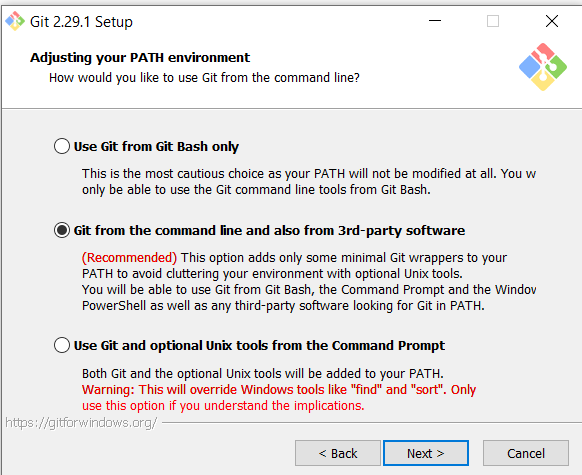 Git 2.29.1 Setup
Adjusting your PATH environment
How would you like to use Git from the command line?
Use Git from Git Bash only
This is the most cautious choice as your PATH will not be modified at all. You w
only be able to use the Git command line tools from Git Bash.
Git from the command line and also from 3rd-party software
(Recommended) This option adds only some minimal Git wrappers to your
PATH to avoid cluttering your environment with optional Unix tools.
You will be able to use Git from Git Bash, the Command Prompt and the Window
PowerShell as well as any third-party software looking for Git in PATH.
Use Git and optional Unix tools from the Command Prompt
Both Git and the optional Unix tools will be added to your PATH.
Warning: This will override Windows tools like "find" and "sort". Only
use this option if you understand the implications.
https://gitforwindows.org/
< Back Next > Cancel